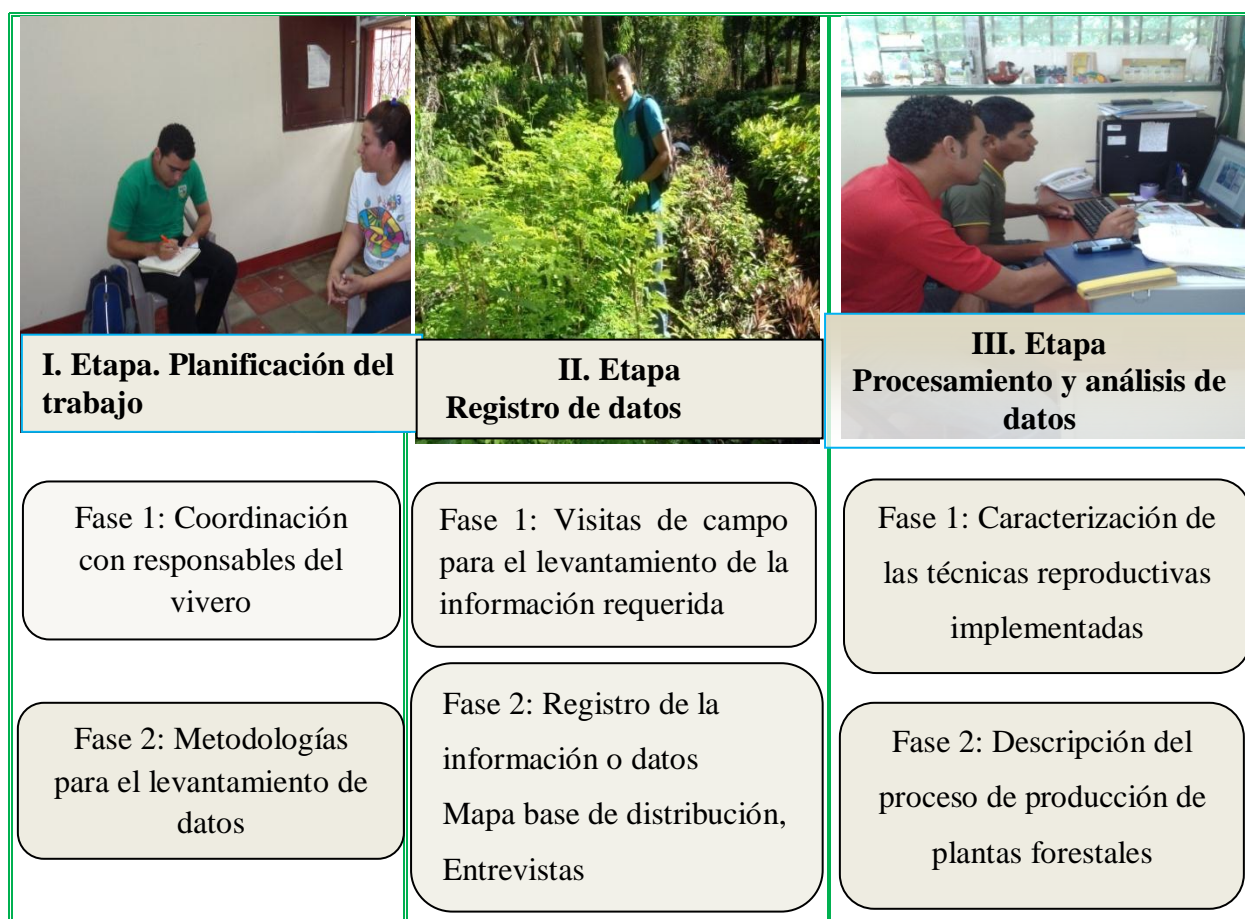 I. Etapa. Planificación del
trabajo
II. Etapa
Registro de datos
III. Etapa
Procesamiento y análisis de
datos
Fase 1: Coordinación
con responsables del
vivero
Fase 2: Metodologías
para el levantamiento de
datos
Fase 1: Visitas de campo
para el levantamiento de la
información requerida
Fase 2: Registro de la
información o datos
Mapa base de distribución,
Entrevistas
Fase 1: Caracterización de
las técnicas reproductivas
implementadas
Fase 2: Descripción del
proceso de producción de
plantas forestales